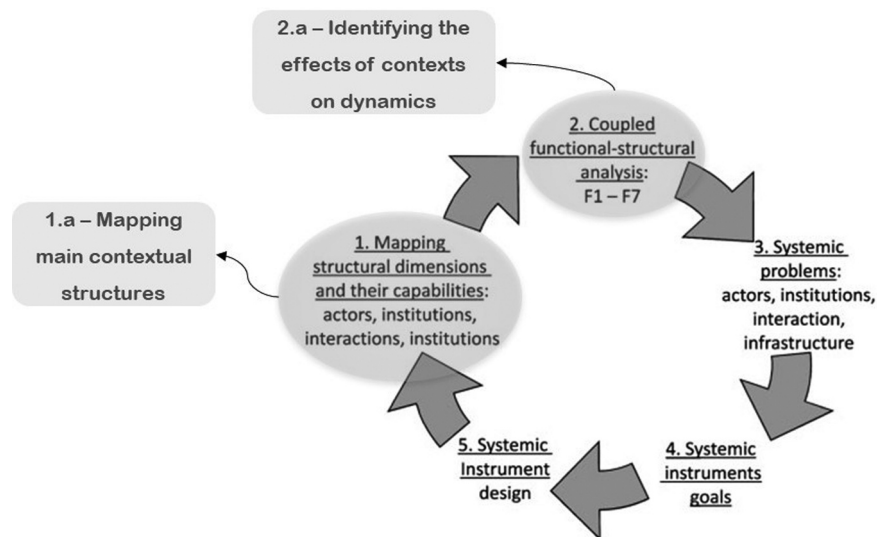 2.a – Identifying the
effects of contexts
on dynamics
2. Coupled
functional-structural
analysis:
F1 – F7
1.a – Mapping
main contextual
structures
1. Mapping
structural dimensions
and their capabilities:
actors, institutions,
interactions, institutions
3. Systemic
problems:
actors, institutions,
interaction,
infrastructure
5. Systemic
Instrument
design
4. Systemic
instruments
goals